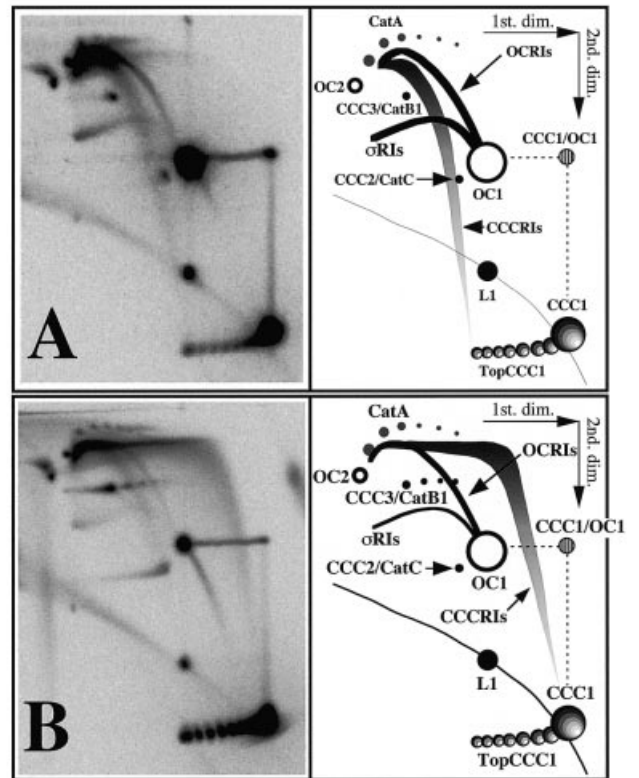 A
CatA
1st. dim.
2nd. dim.
OCRIs
OC2
CCC3/CatB1
σRIs
CCC1/OC1
CCC2/CatC
OC1
CCCRIs
L1
CCC1
TopCCC1
B
CatA
1st. dim.
2nd. dim.
OCRIs
OC2
CCC3/CatB1
CCC1/OC1
σRIs
CCC2/CatC
OC1
CCCRIs
L1
CCC1
TopCCC1